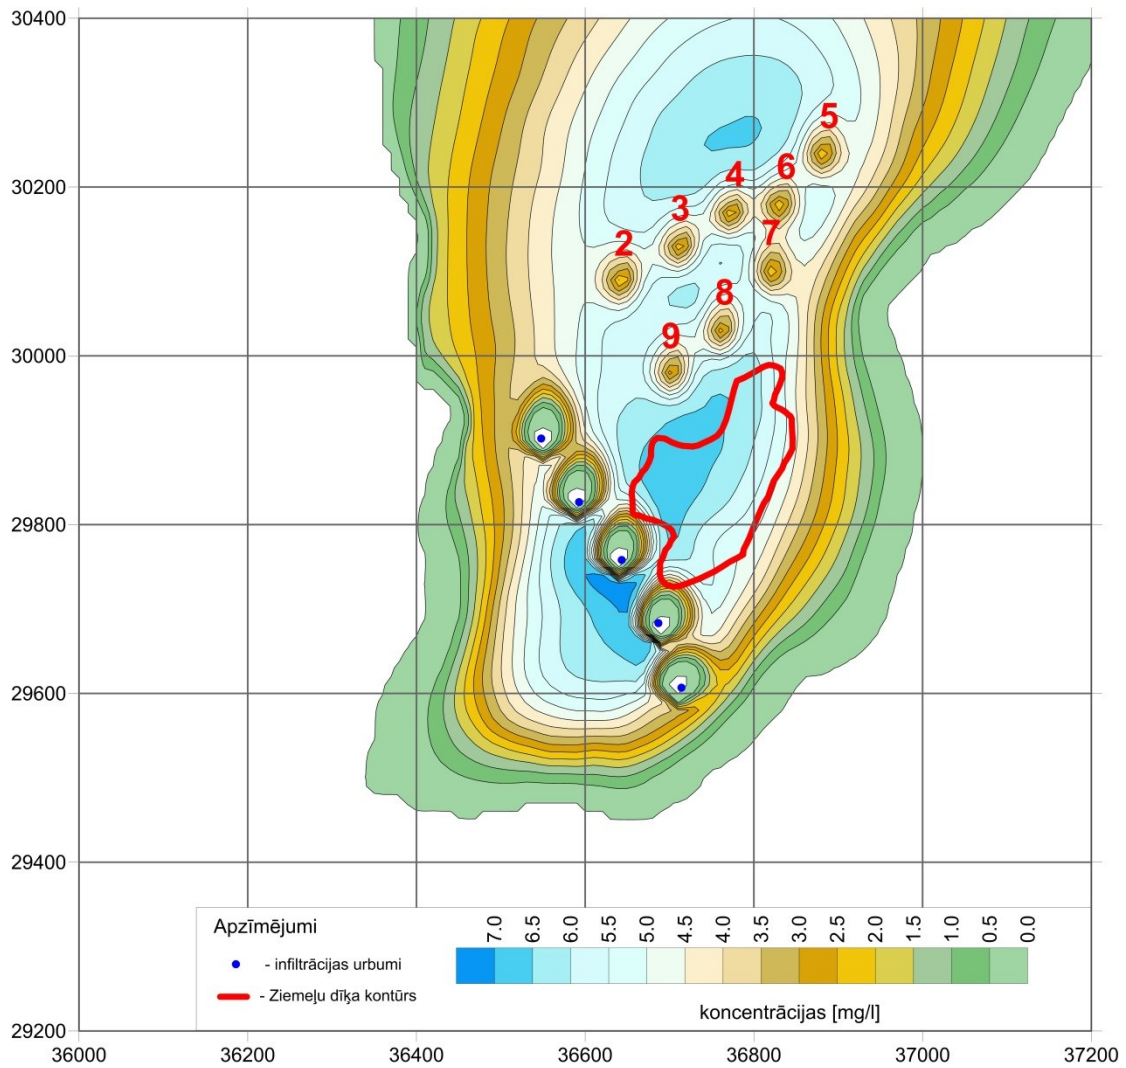 30400
5
6
4
3
30200
7
2
8
9
30000
29800
29600
29400
Apzīmējumi
- infiltrācijas urbumi
- Ziemeļu dīķa kontūrs
7.0 6.5 6.0 5.5 5.0 4.5 4.0 3.5 3.0 2.5 2.0 1.5 1.0 0.5 0.0
koncentrācijas [mg/l]
29200
36000 36200 36400 36600 36800 37000 37200